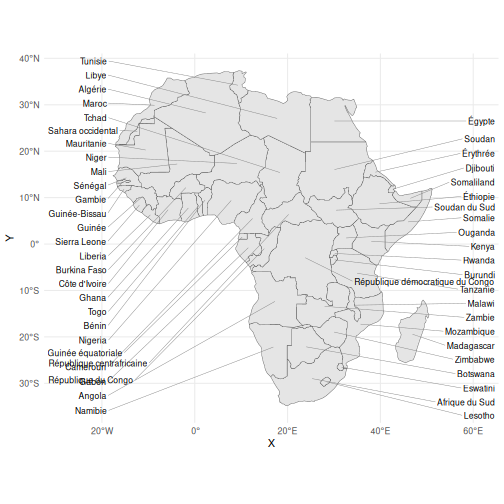 40°N
30°N
20°N
10°N
0°
10°S
20°S
30°S
Y
Tunisie
Libye
Algérie
Maroc
Tchad
Sahara occidental
Mauritanie
Niger
Mali
Sénégal
Gambie
Guinée-Bissau
Guinée
Sierra Leone
Liberia
Burkina Faso
Côte d'Ivoire
Ghana
Togo
Bénin
Nigeria
Guinée équatoriale
République centrafricaine
Cameroun
Gabon
République du Congo
Angola
Namibie
Égypte
Soudan
Érythrée
Djibouti
Somaliland
Éthiopie
Soudan du Sud
Somalie
Ouganda
Kenya
Rwanda
Burundi
République démocratique du Congo
Tanzanie
Malawi
Zambie
Mozambique
Madagascar
Zimbabwe
Botswana
Eswatini
Afrique du Sud
Lesotho
20°W
0°
20°E
40°E
60°E
X